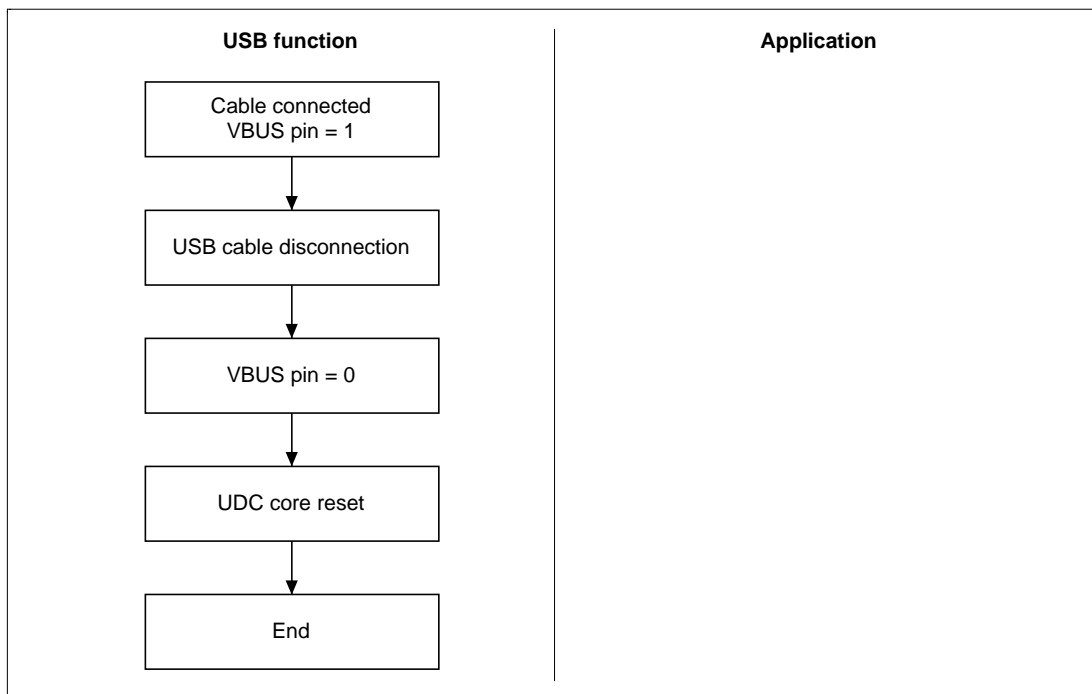 USB function
Application
Cable connected
VBUS pin = 1
USB cable disconnection
VBUS pin = 0
UDC core reset
End